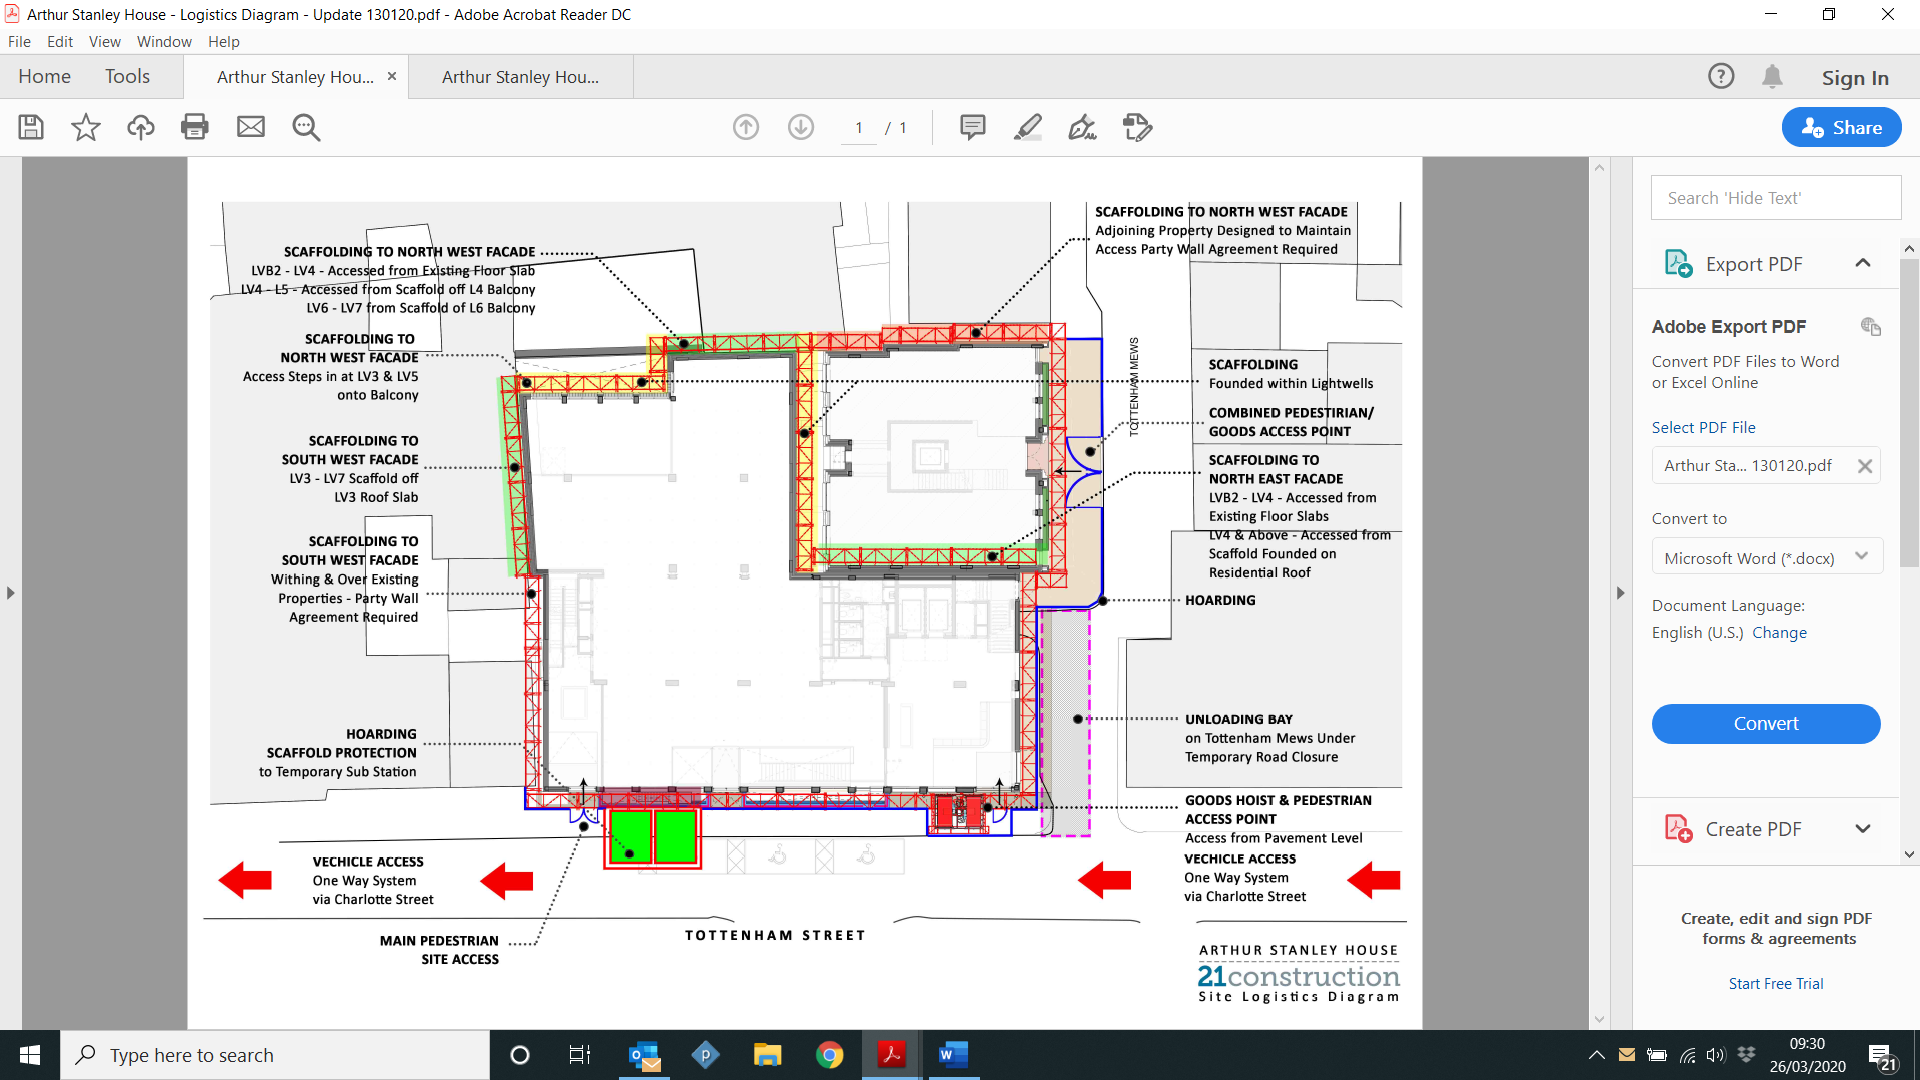 Arthur Stanley House - Logistics Diagram - Update 130120.pdf - Adobe Acrobat Reader DC
File Edit View Window Help
Home Tools Arthur Stanley Hou... × Arthur Stanley Hou... Sign In
1 / 1 Share
SCAFFOLDING TO NORTH WEST FACADE
LVB2 - LV4 - Accessed from Existing Floor Slab
LV4 - L5 - Accessed from Scaffold off L4 Balcony
LV6 - LV7 from Scaffold of L6 Balcony
SCAFFOLDING TO
NORTH WEST FACADE
Access Steps in at LV3 & LV5
onto Balcony
SCAFFOLDING TO
SOUTH WEST FACADE
LV3 - LV7 Scaffold off
LV3 Roof Slab
SCAFFOLDING TO
SOUTH WEST FACADE
Withing & Over Existing
Properties - Party Wall
Agreement Required
HOARDING
SCAFFOLD PROTECTION
to Temporary Sub Station
VECHICLE ACCESS
One Way System
via Charlotte Street
MAIN PEDESTRIAN
SITE ACCESS
TOTTENHAM STREET
SCAFFOLDING TO NORTH WEST FACADE
Adjoining Property Designed to Maintain
Access Party Wall Agreement Required
TOTTENHAM MEWS
SCAFFOLDING
Founded within Lightwells
COMBINED PEDESTIRIAN/
GOODS ACCESS POINT
SCAFFOLDING TO
NORTH EAST FACADE
LVB2 - LV4 - Accessed from
Existing Floor Slabs
LV4 & Above - Accessed from
Scaffold Founded on
Residential Roof
HOARDING
UNLOADING BAY
on Tottenham Mews Under
Temporary Road Closure
GOODS HOIST & PEDESTRIAN
ACCESS POINT
Access from Pavement Level
VECHICLE ACCESS
One Way System
via Charlotte Street
ARTHUR STANLEY HOUSE
21construction
Site Logistics Diagram
Search 'Hide Text'
Export PDF
Adobe Export PDF
Convert PDF Files to Word
or Excel Online
Select PDF File
Arthur Sta... 130120.pdf
Convert to
Microsoft Word (*.docx)
Document Language:
English (U.S.) Change
Convert
Create PDF
Create, edit and sign PDF
forms & agreements
Start Free Trial
Type here to search
09:30
26/03/2020
21